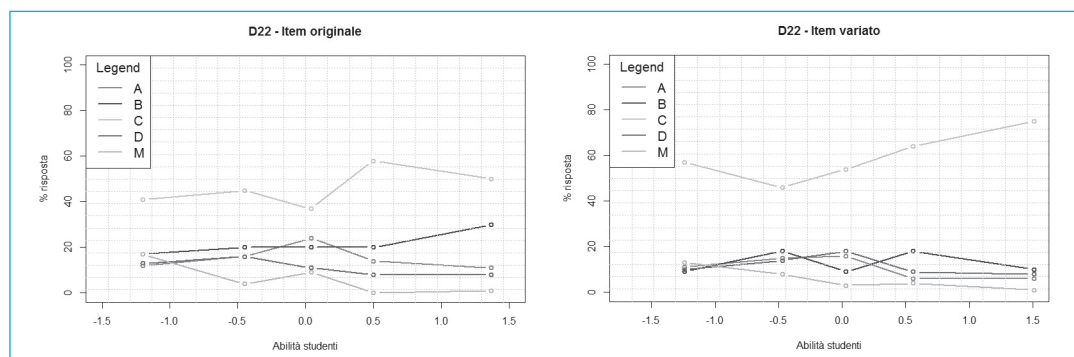 D22 - Item originale
Legend
A
B
C
D
M
% risposta
100
80
60
40
20
0
-1.5
-1.0
-0.5
0.0
0.5
1.0
1.5
Abilità studenti
D22 - Item variato
Legend
A
B
C
D
M
% risposta
100
80
60
40
20
0
-1.5
-1.0
-0.5
0.0
0.5
1.0
1.5
Abilità studenti